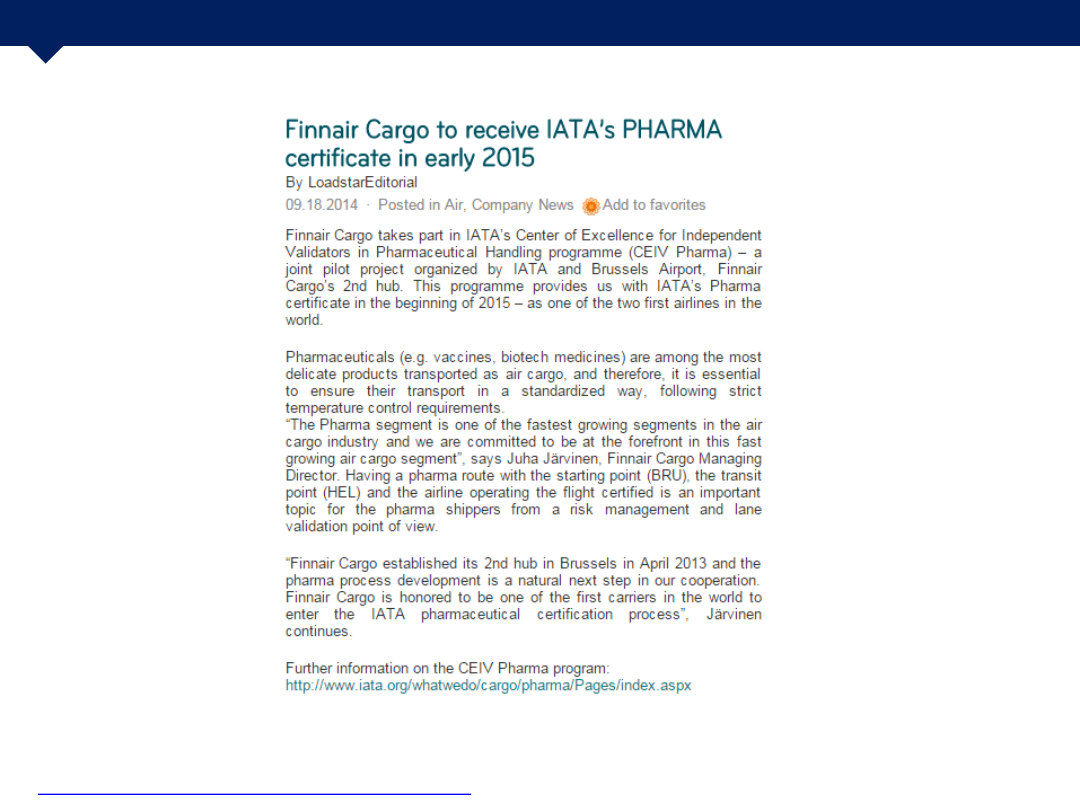 Finnair Cargo to receive IATA's PHARMA
certificate in early 2015
By LoadstarEditorial
09.18.2014 · Posted in Air, Company News Add to favorites
Finnair Cargo takes part in IATA's Center of Excellence for Independent
Validators in Pharmaceutical Handling programme (CEIV Pharma) – a
joint pilot project organized by IATA and Brussels Airport, Finnair
Cargo's 2nd hub. This programme provides us with IATA's Pharma
certificate in the beginning of 2015 – as one of the two first airlines in the
world.
Pharmaceuticals (e.g. vaccines, biotech medicines) are among the most
delicate products transported as air cargo, and therefore, it is essential
to ensure their transport in a standardized way, following strict
temperature control requirements.
“The Pharma segment is one of the fastest growing segments in the air
cargo industry and we are committed to be at the forefront in this fast
growing air cargo segment”, says Juha Järvinen, Finnair Cargo Managing
Director. Having a pharma route with the starting point (BRU), the transit
point (HEL) and the airline operating the flight certified is an important
topic for the pharma shippers from a risk management and lane
validation point of view.
“Finnair Cargo established its 2nd hub in Brussels in April 2013 and the
pharma process development is a natural next step in our cooperation.
Finnair Cargo is honored to be one of the first carriers in the world to
enter the IATA pharmaceutical certification process”, Järvinen
continues.
Further information on the CEIV Pharma program:
http://www.iata.org/whatwedo/cargo/pharma/Pages/index.aspx